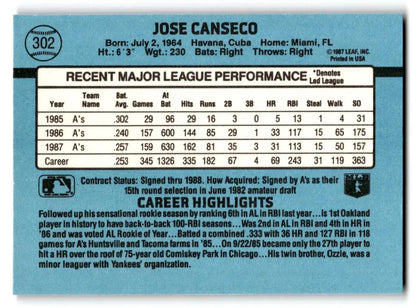 302
JOSE CANSECO
Born: July 2, 1964 Havana, Cuba Home: Miami, FL
Ht.: 6'3" Wgt.: 230 Bats: Right Throws: Right
©1987 LEAF, INC.
Printed in USA
RECENT MAJOR LEAGUE PERFORMANCE *Denotes Led League
Year Team Name Bat. Avg. Games At Bat Hits Runs 2B 3B HR RBI Steal Walk SO
1985 A's .302 29 96 29 16 3 0 5 13 1 4 31
1986 A's .240 157 600 144 85 29 1 33 117 15 65 175
1987 A's .257 159 630 162 81 35 3 31 113 15 50 157
Career .253 345 1326 335 182 67 4 69 243 31 119 363
Contract Status: Signed thru 1988. How Acquired: Signed by A's as their
15th round selection in June 1982 amateur draft
CAREER HIGHLIGHTS
Followed up his sensational rookie season by ranking 6th in AL in RBI last year...is 1st Oakland
player in history to have back-to-back 100-RBI seasons. Was 2nd in AL in RBI and 4th in HR in
'86 and was voted AL Rookie of Year...Batted a combined .333 with 36 HR and 127 RBI in 118
games for A's Huntsville and Tacoma farms in '85...On 9/22/85 became only the 27th player to
hit a HR over the roof of 75-year old Comiskey Park in Chicago...His twin brother, Ozzie, was a
minor leaguer with Yankees' organization.